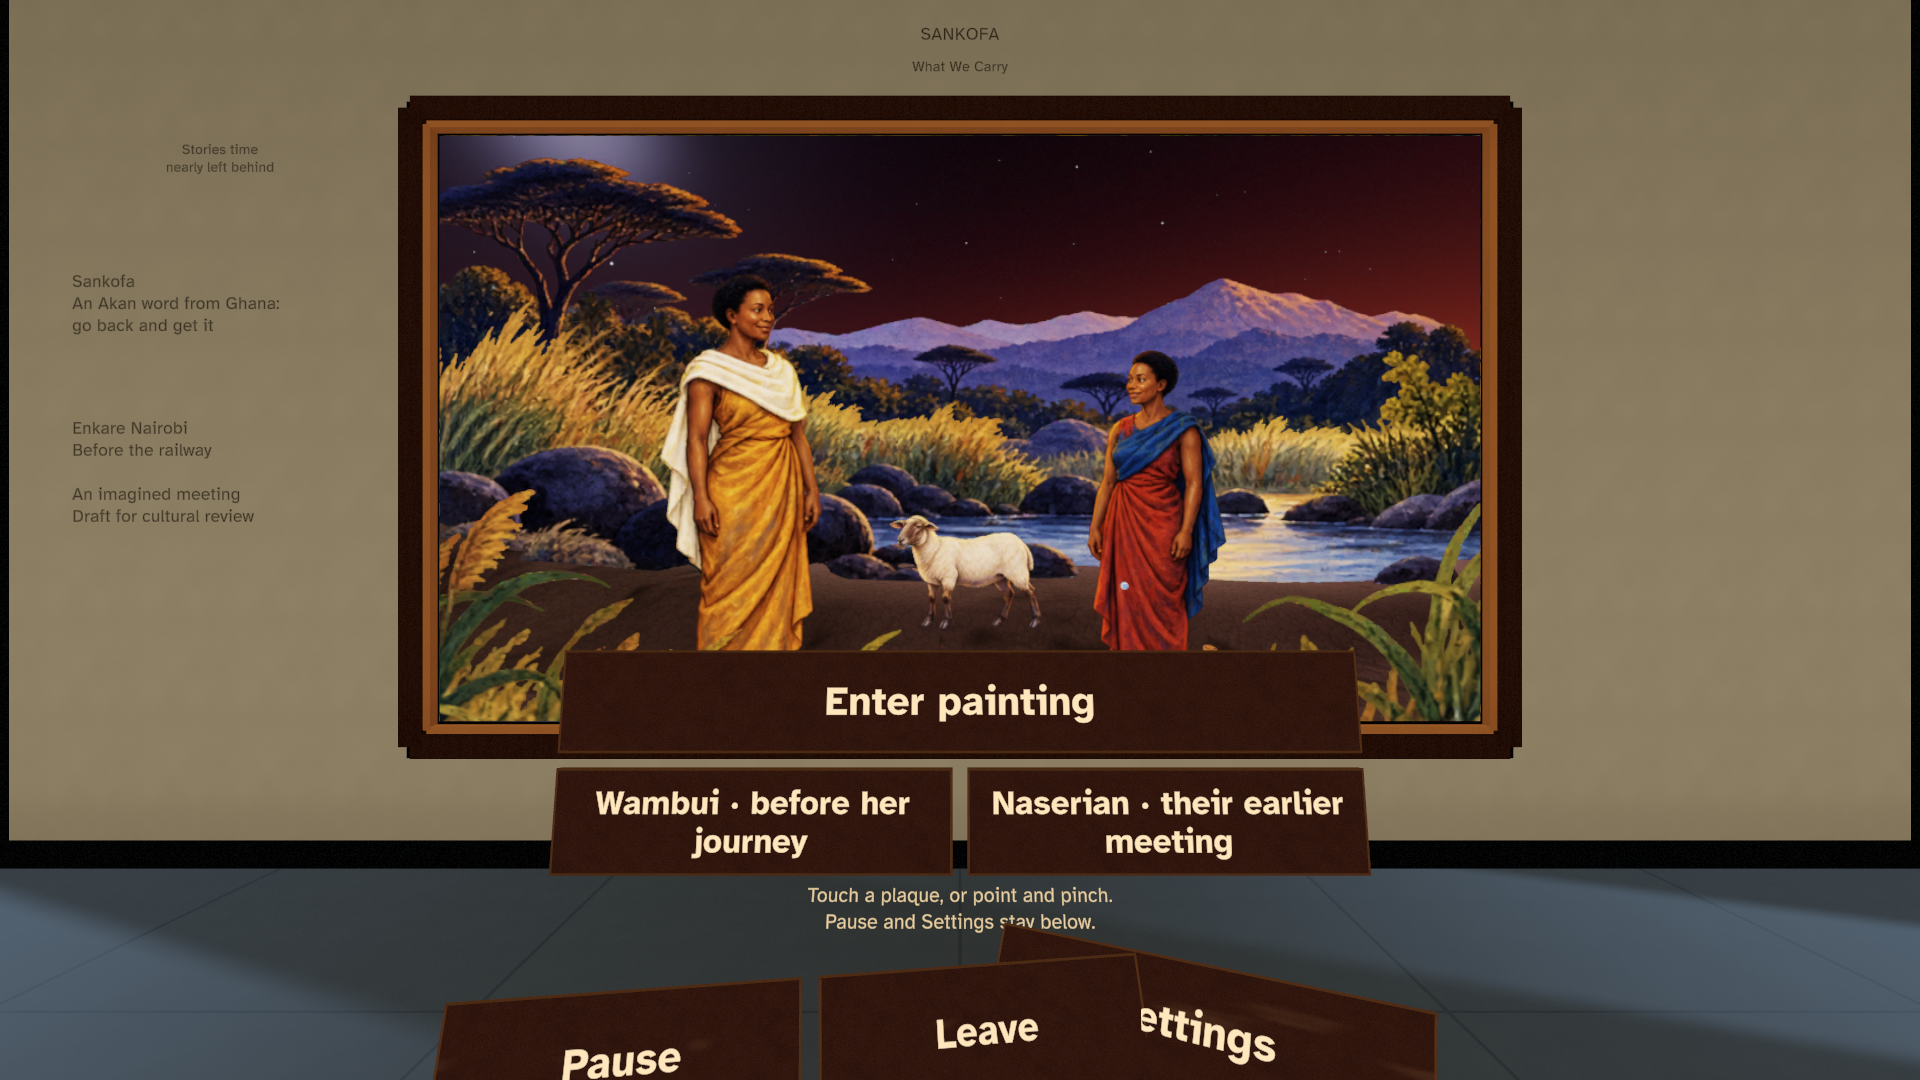 SANKOFA
What We Carry
Stories time
nearly left behind
Sankofa
An Akan word from Ghana:
go back and get it
Enkare Nairobi
Before the railway
An imagined meeting
Draft for cultural review
Enter painting
Wambui · before her
journey
Naserian · their earlier
meeting
Touch a plaque, or point and pinch.
Pause and Settings stay below.
Pause
Leave
ettings